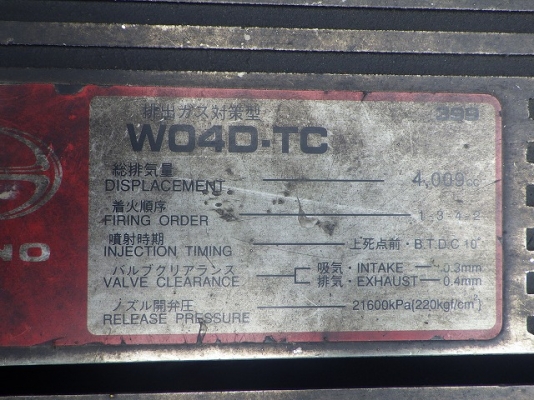 排出ガス対策型 399
W04D-TC
総排気量
DISPLACEMENT 4,009cc
着火順序
FIRING ORDER 1-3-4-2
噴射時期
INJECTION TIMING 上死点前・B.T.D.C 10°
バルブクリアランス 吸気・INTAKE 0.3mm
VALVE CLEARANCE 排気・EXHAUST 0.4mm
ノズル開弁圧
RELEASE PRESSURE 21600kPa(220kgf/cm²)
NO